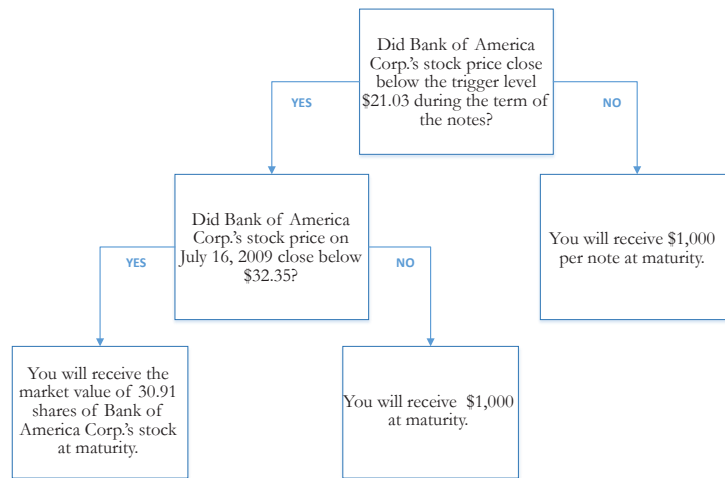 Did Bank of America
Corp.'s stock price close
below the trigger level
$21.03 during the term of
the notes?
YES
NO
Did Bank of America
Corp.'s stock price on
July 16, 2009 close below
$32.35?
You will receive $1,000
per note at maturity.
YES
NO
You will receive the
market value of 30.91
shares of Bank of
America Corp.'s stock
at maturity.
You will receive $1,000
at maturity.